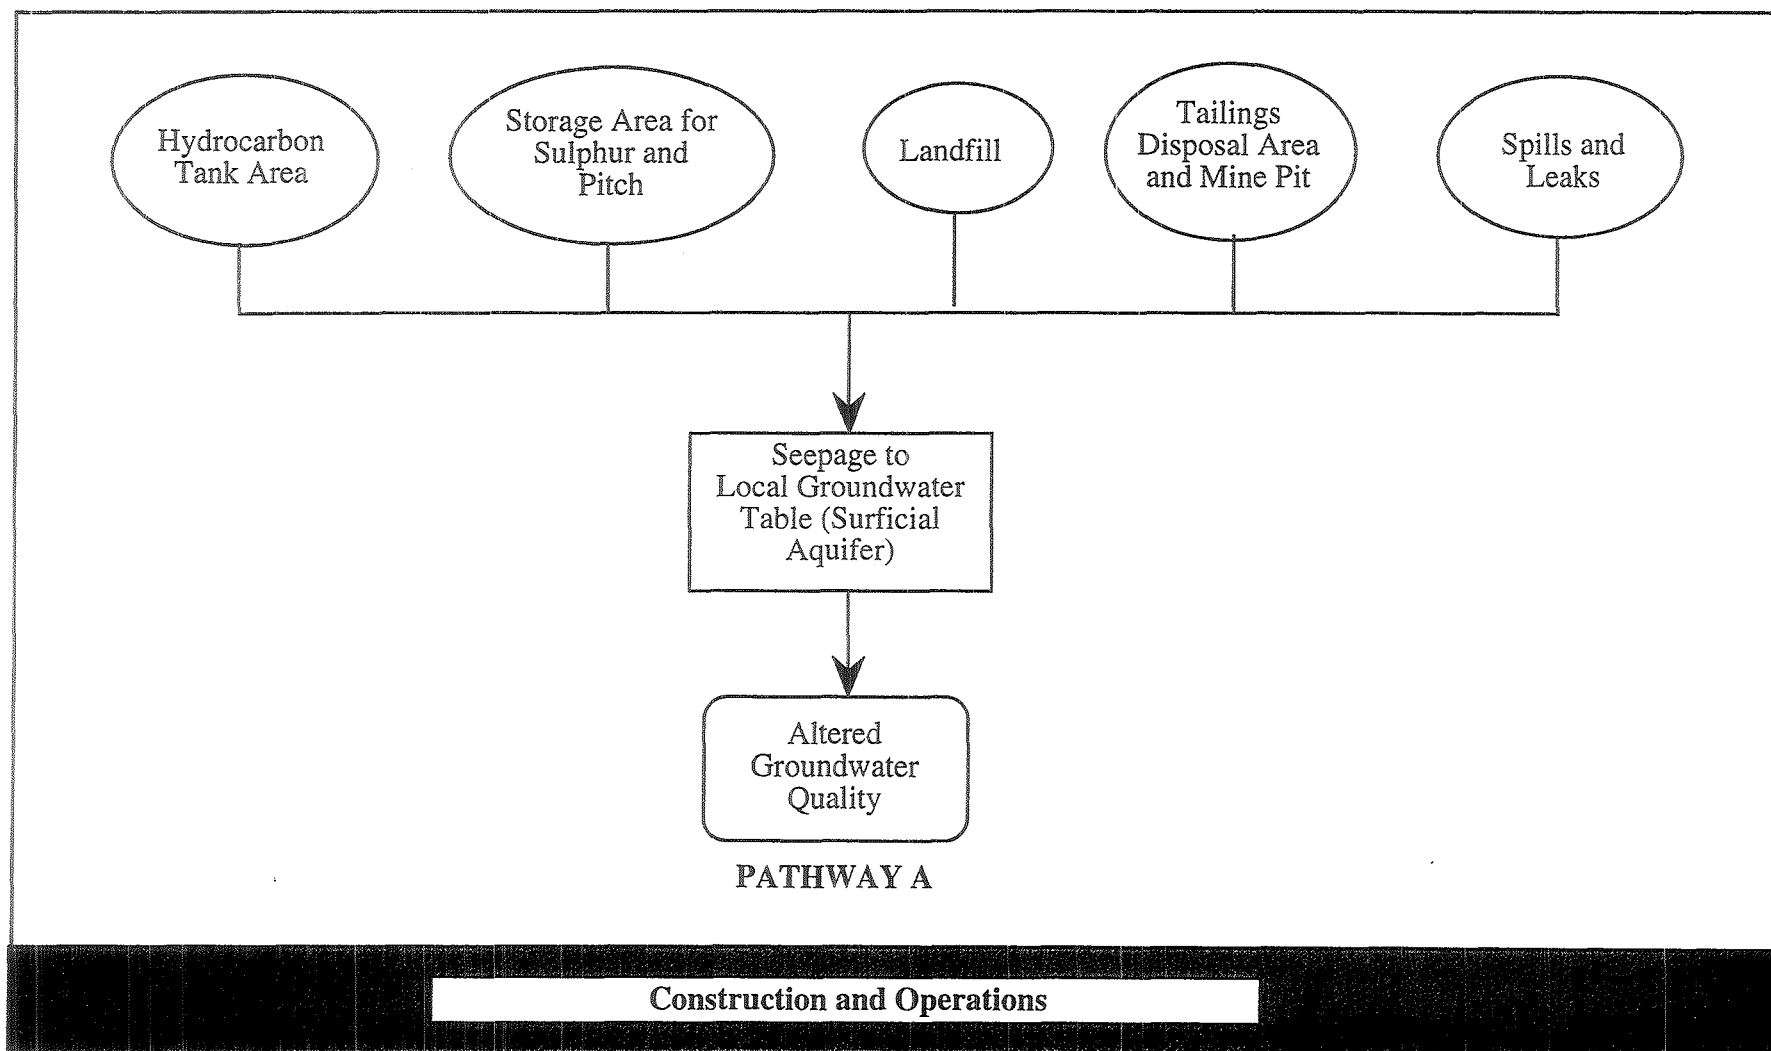 Hydrocarbon
Tank Area
Storage Area for
Sulphur and
Pitch
Landfill
Tailings
Disposal Area
and Mine Pit
Spills and
Leaks
Seepage to
Local Groundwater
Table (Surficial
Aquifer)
Altered
Groundwater
Quality
PATHWAY A
Construction and Operations